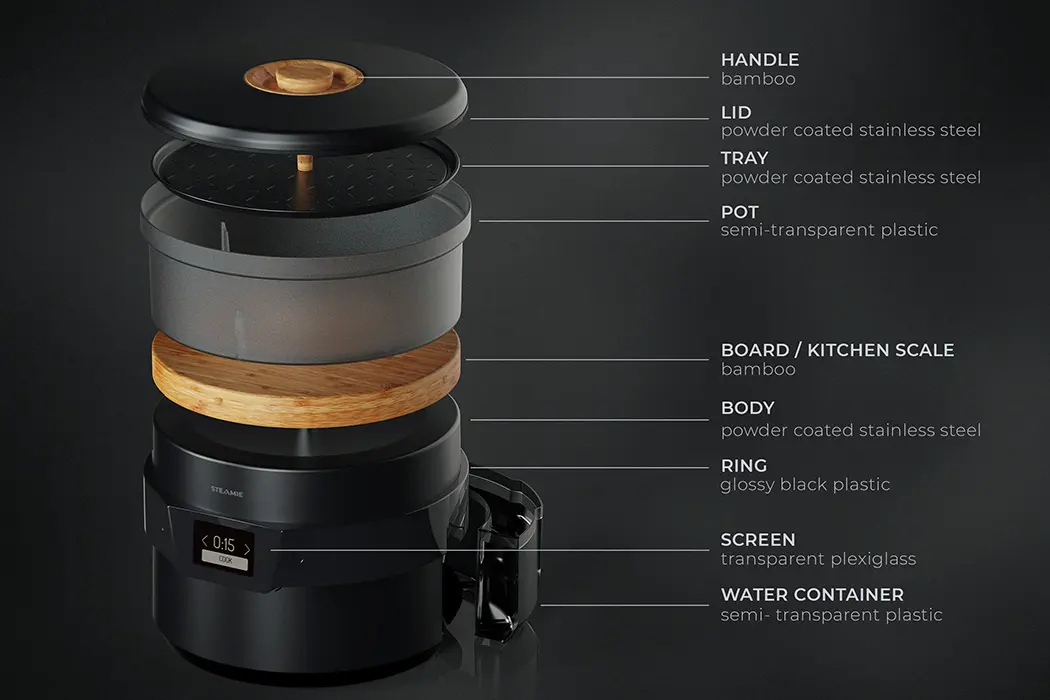 HANDLE
bamboo
LID
powder coated stainless steel
TRAY
powder coated stainless steel
POT
semi-transparent plastic
BOARD / KITCHEN SCALE
bamboo
BODY
powder coated stainless steel
RING
glossy black plastic
STEAMIE
SCREEN
transparent plexiglass
< 0:15 >
COOK
WATER CONTAINER
semi- transparent plastic